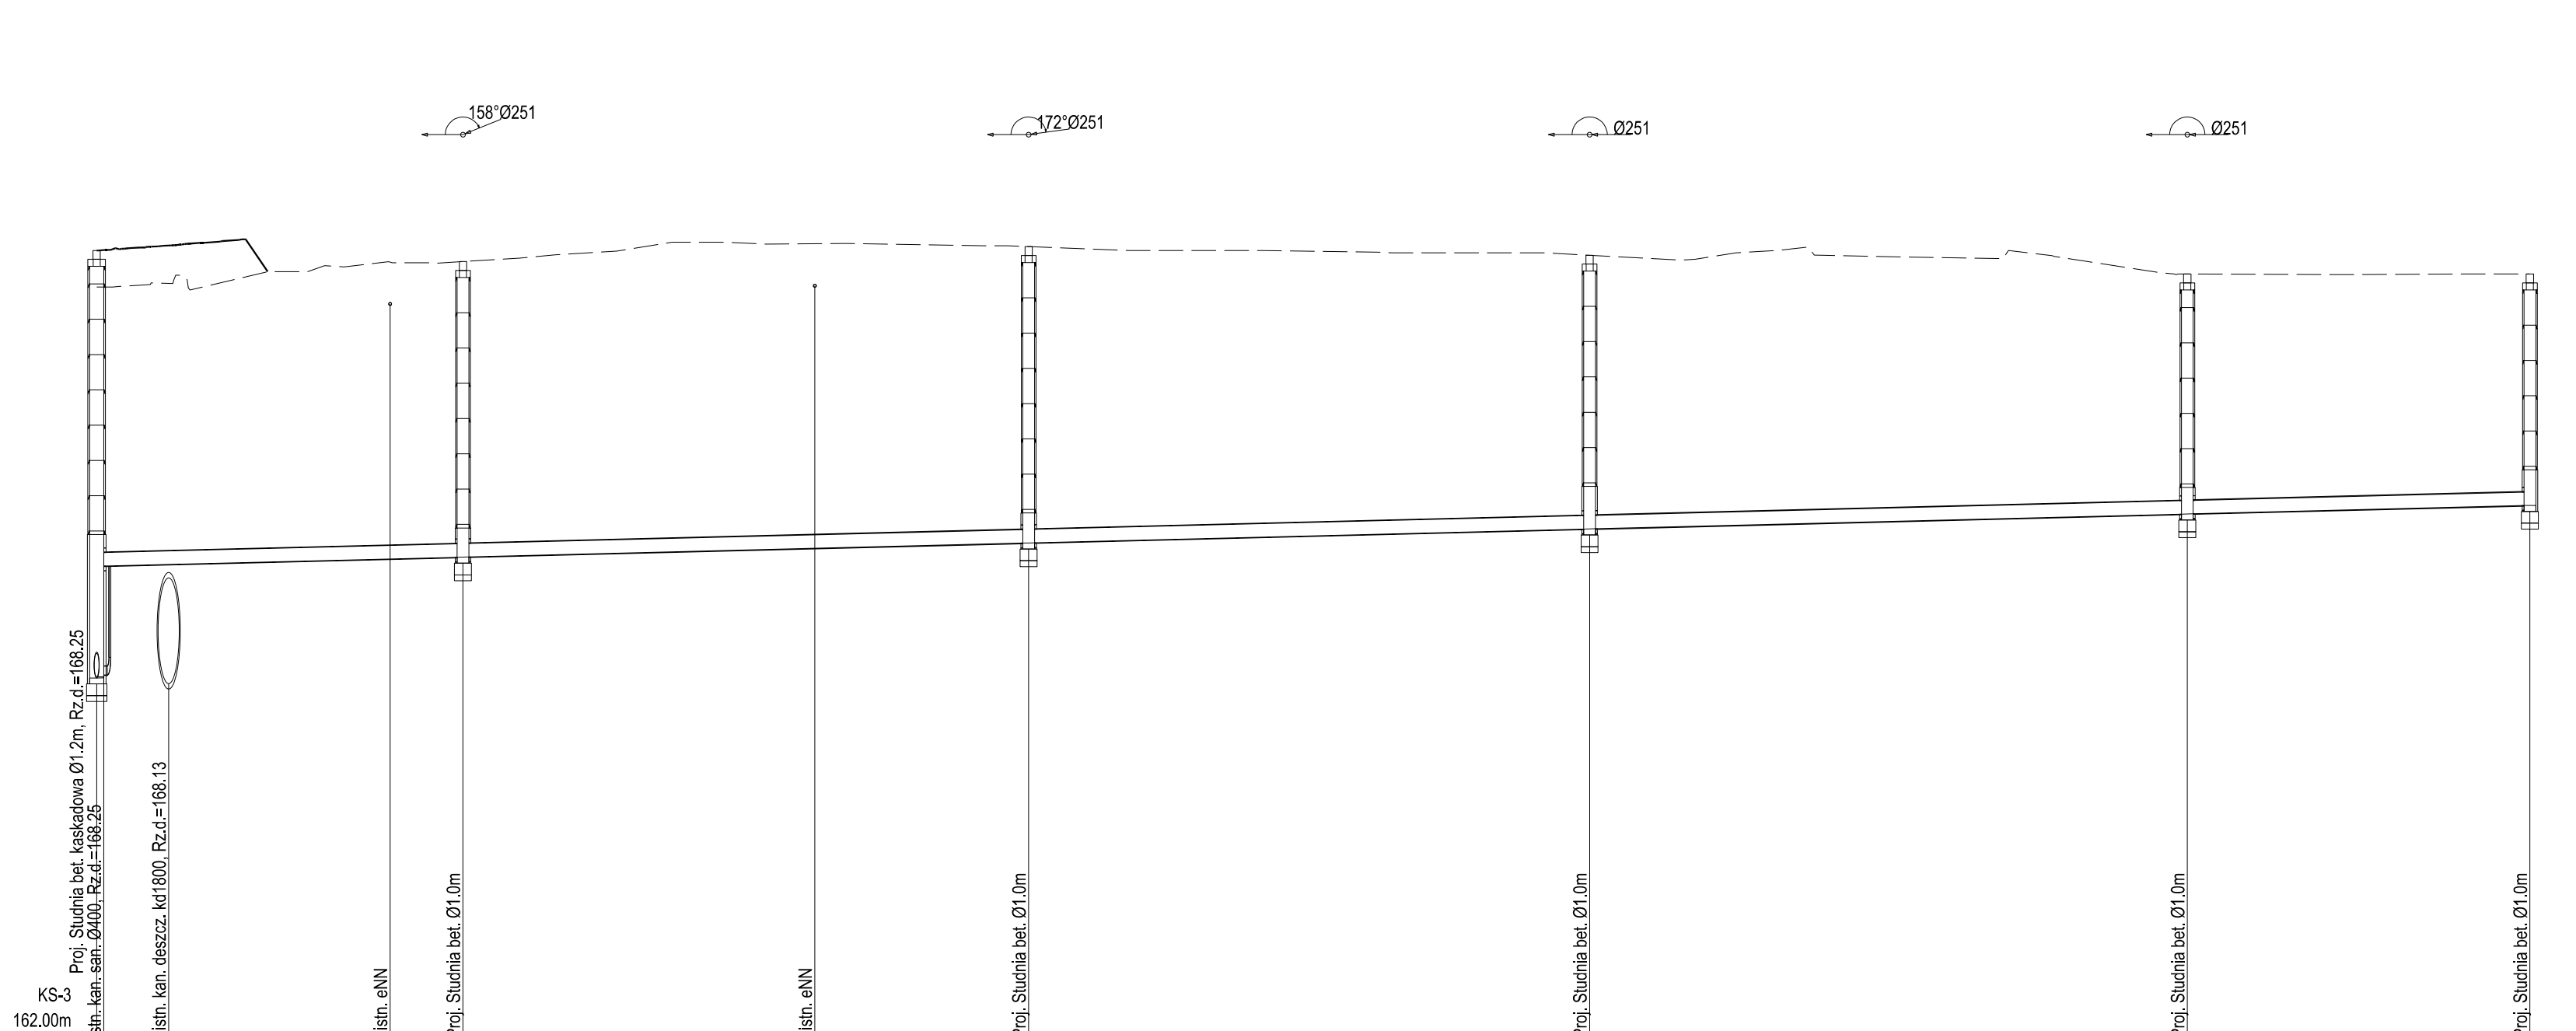 158°Ø251
172°Ø251
Ø251
Ø251
Proj. Studnia bet. kaskadowa Ø1.2m, Rz.d.=168.25
istn. kan. san. Ø400, Rz.d.=168.25
istn. kan. deszcz. kd1800, Rz.d.=168.13
istn. eNN
Proj. Studnia bet. Ø1.0m
istn. eNN
Proj. Studnia bet. Ø1.0m
Proj. Studnia bet. Ø1.0m
Proj. Studnia bet. Ø1.0m
Proj. Studnia bet. Ø1.0m
KS-3
162.00m